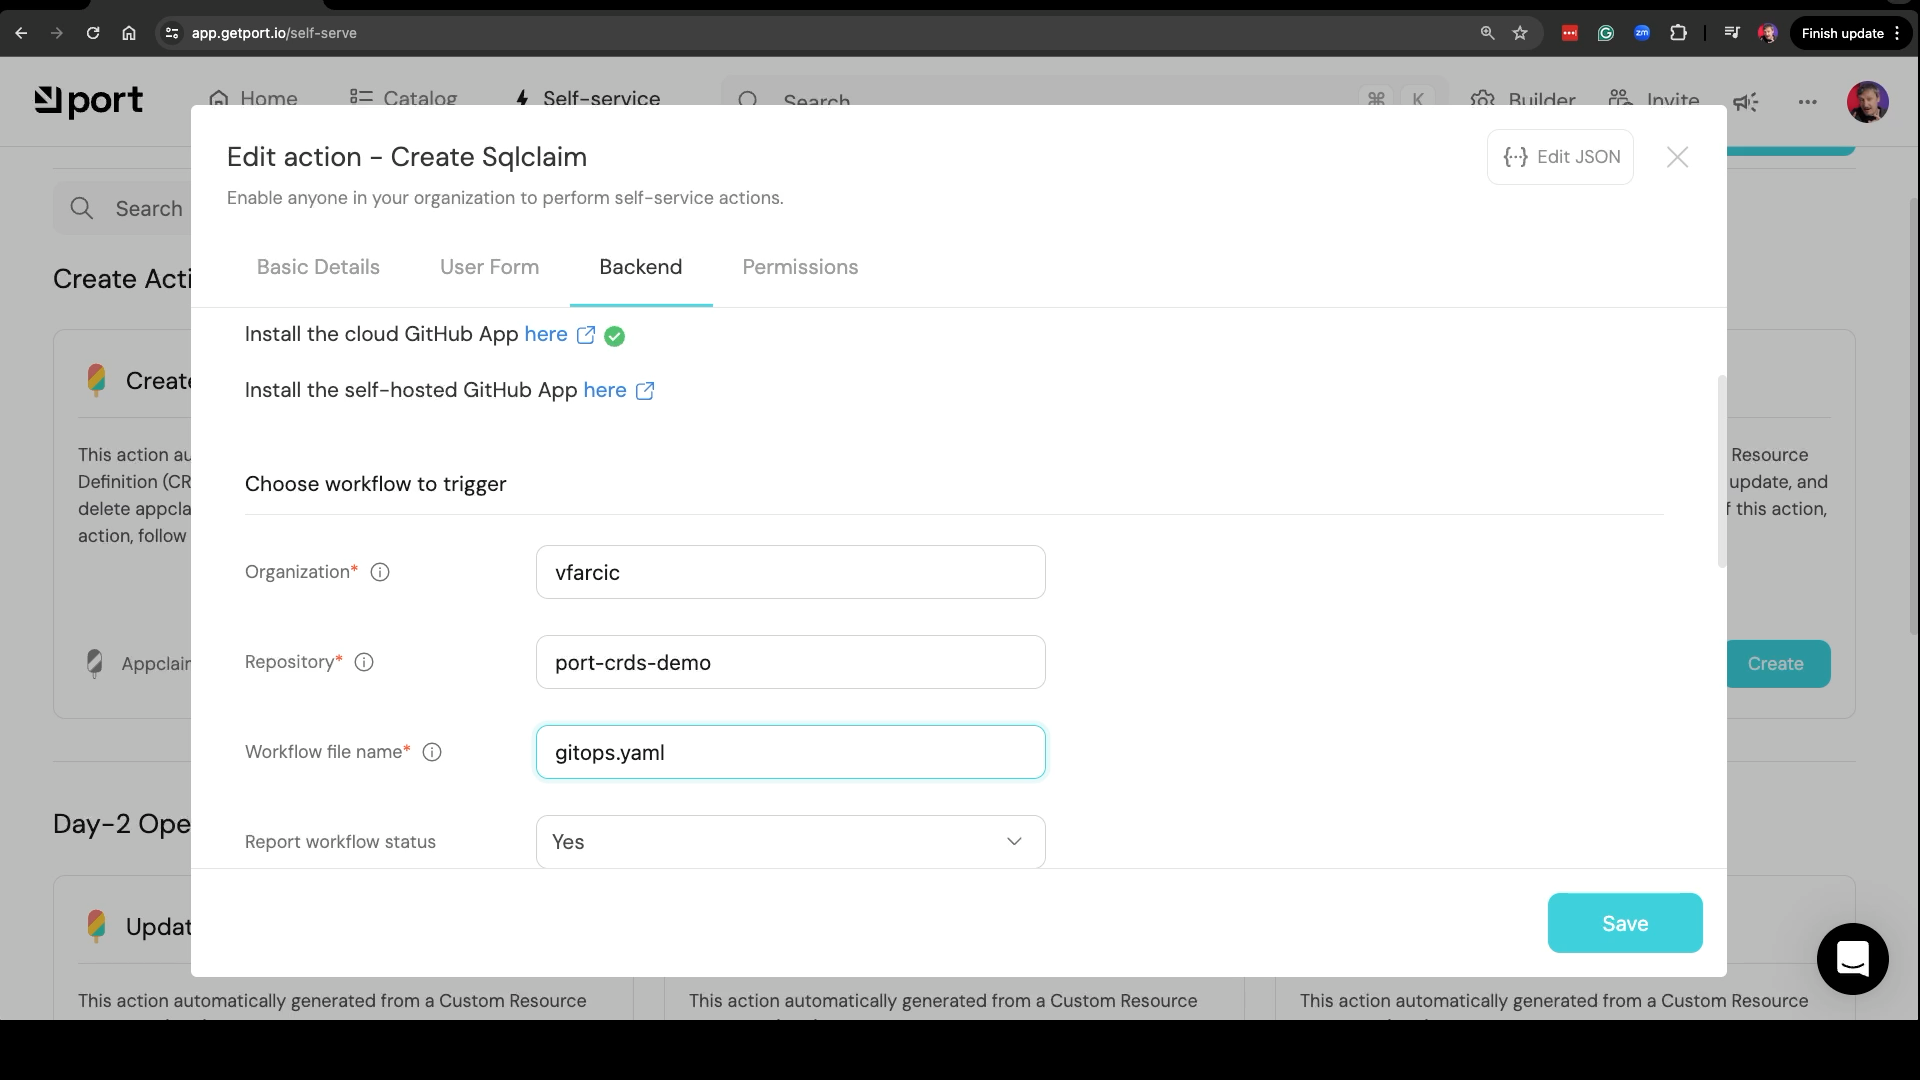 app.getport.io/self-serve
Finish update
port
Home
Catalog
Self-service
Search
⌘
K
Builder
Invite
Edit action - Create Sqlclaim
{··} Edit JSON
Enable anyone in your organization to perform self-service actions.
Search
Basic Details
User Form
Backend
Permissions
Create Acti
Install the cloud GitHub App here
Install the self-hosted GitHub App here
Create
This action au
Definition (CR
delete appcla
action, follow
Resource
update, and
f this action,
Choose workflow to trigger
Organization*
vfarcic
Repository*
port-crds-demo
Appclair
Create
Workflow file name*
gitops.yaml
Report workflow status
Yes
Day-2 Ope
Updat
Save
This action automatically generated from a Custom Resource
This action automatically generated from a Custom Resource
This action automatically generated from a Custom Resource